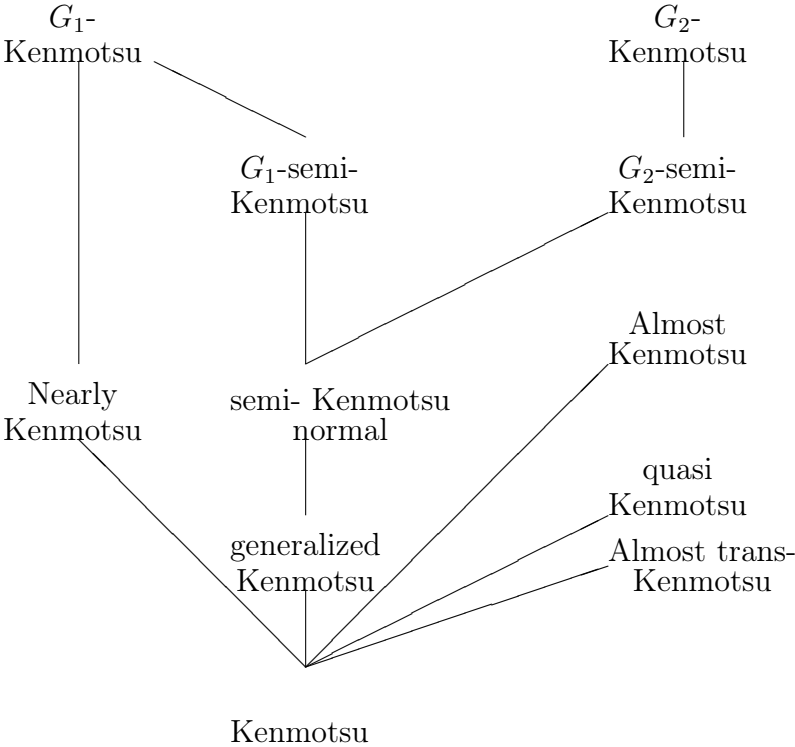 G₁-
Kenmotsu
G₂-
Kenmotsu
G₁-semi-
Kenmotsu
G₂-semi-
Kenmotsu
Almost
Kenmotsu
Nearly
Kenmotsu
semi- Kenmotsu
normal
quasi
Kenmotsu
generalized
Kenmotsu
Almost trans-
Kenmotsu
Kenmotsu